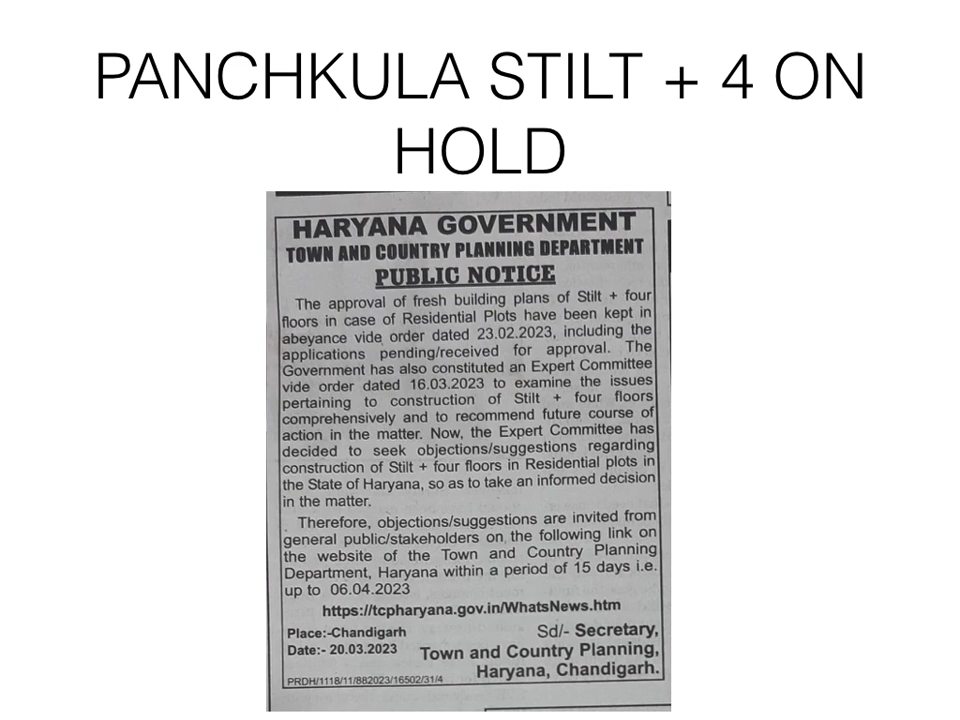 PANCHKULA STILT + 4 ON
HOLD
HARYANA GOVERNMENT
TOWN AND COUNTRY PLANNING DEPARTMENT
PUBLIC NOTICE
The approval of fresh building plans of Stilt + four
floors in case of Residential Plots have been kept in
abeyance vide order dated 23.02.2023, including the
applications pending/received for approval. The
Government has also constituted an Expert Committee
vide order dated 16.03.2023 to examine the issues
pertaining to construction of Stilt + four floors
comprehensively and to recommend future course of
action in the matter. Now, the Expert Committee has
decided to seek objections/suggestions regarding
construction of Stilt + four floors in Residential plots in
the State of Haryana, so as to take an informed decision
in the matter.
Therefore, objections/suggestions are invited from
general public/stakeholders on the following link on
the website of the Town and Country Planning
Department, Haryana within a period of 15 days i.e.
up to 06.04.2023
https://tcpharyana.gov.in/WhatsNews.htm
Place:-Chandigarh
Date:- 20.03.2023
Sd/- Secretary,
Town and Country Planning,
Haryana, Chandigarh.
PRDH/1118/11/882023/16502/31/4